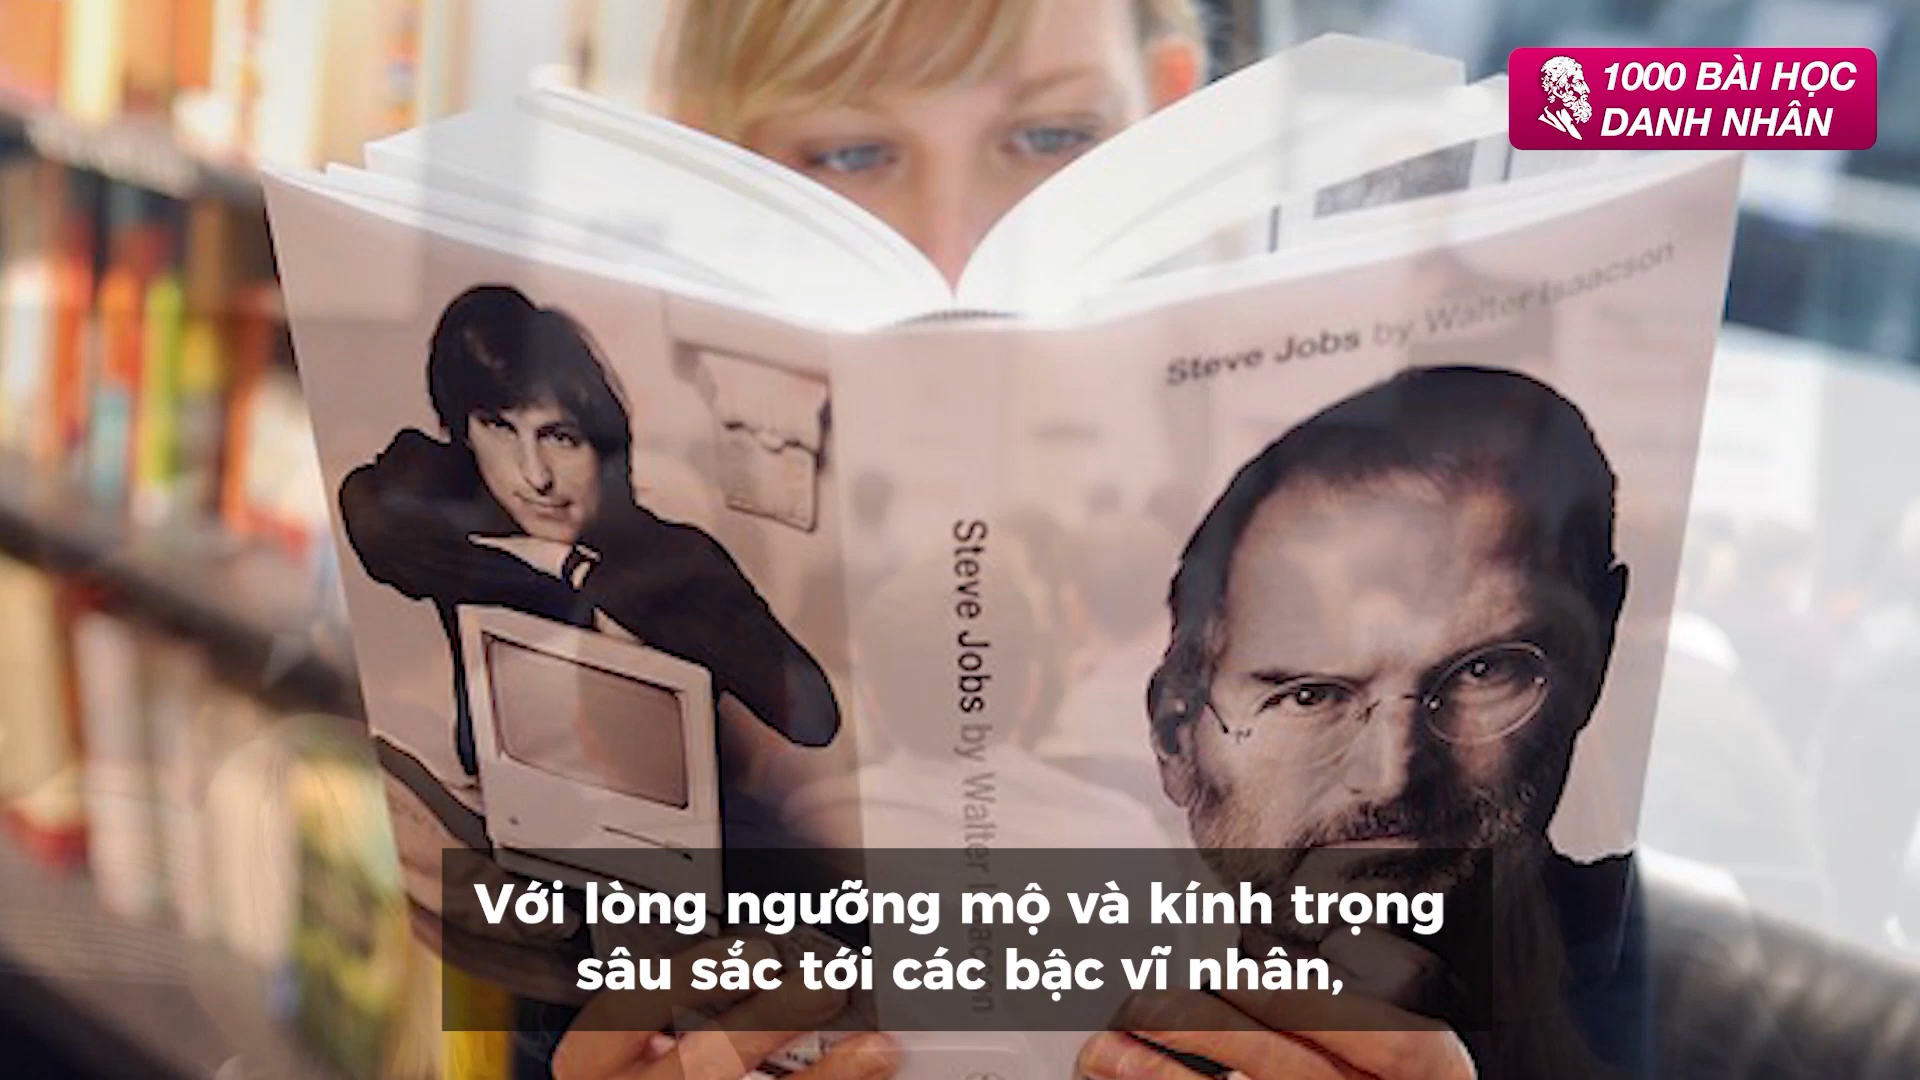 1000 BÀI HỌC
DANH NHÂN
Steve Jobs by Walter Isaacson
Steve Jobs by Walter Isaacson
Với lòng ngưỡng mộ và kính trọng
sâu sắc tới các bậc vĩ nhân,